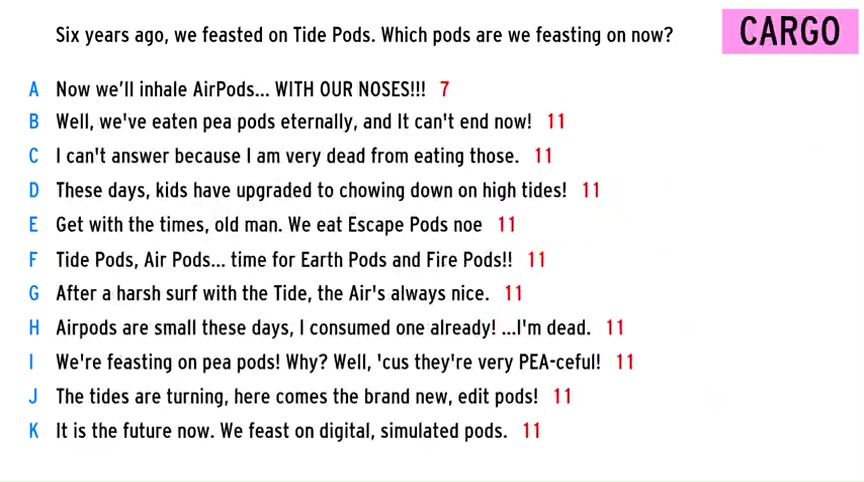 Six years ago, we feasted on Tide Pods. Which pods are we feasting on now?
CARGO
A Now we'll inhale AirPods... WITH OUR NOSES!!! 7
B Well, we've eaten pea pods eternally, and It can't end now! 11
C I can't answer because I am very dead from eating those. 11
D These days, kids have upgraded to chowing down on high tides! 11
E Get with the times, old man. We eat Escape Pods noe 11
F Tide Pods, Air Pods... time for Earth Pods and Fire Pods!! 11
G After a harsh surf with the Tide, the Air's always nice. 11
H Airpods are small these days, I consumed one already! ...I'm dead. 11
I We're feasting on pea pods! Why? Well, 'cus they're very PEA-ceful! 11
J The tides are turning, here comes the brand new, edit pods! 11
K It is the future now. We feast on digital, simulated pods. 11